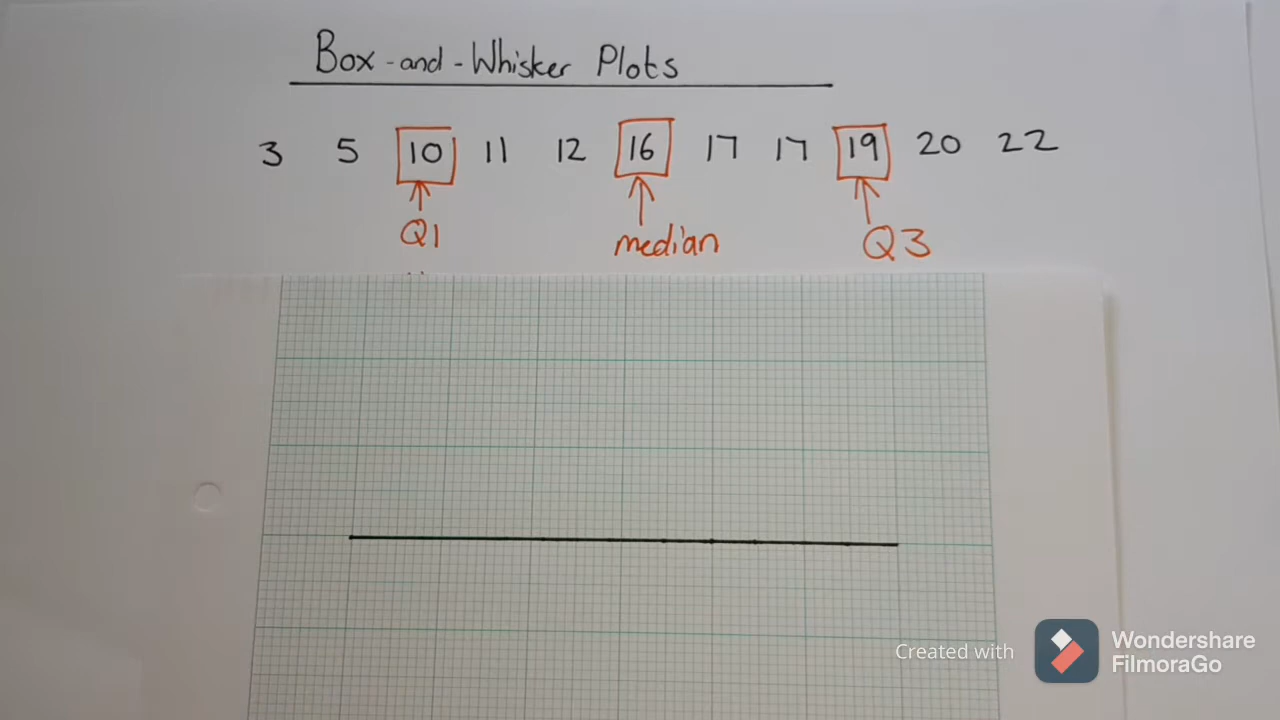 Box-and-Whisker Plots
3 5 10 11 12 16 17 17 19 20 22
Q1 median Q3
Created with Wondershare FilmoraGo